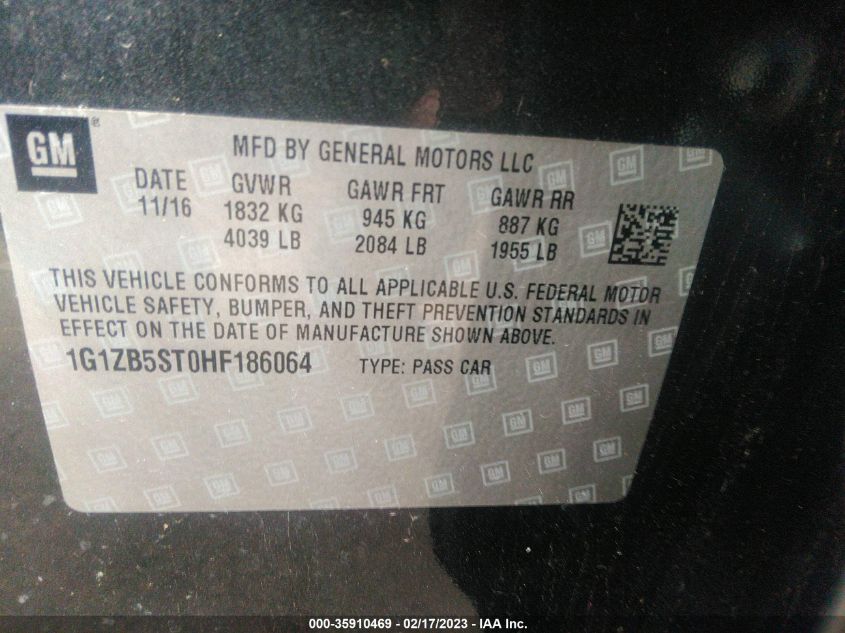 GM
MFD BY GENERAL MOTORS LLC
DATE GVWR GAWR FRT GAWR RR
11/16 1832 KG 945 KG 887 KG
4039 LB 2084 LB 1955 LB
THIS VEHICLE CONFORMS TO ALL APPLICABLE U.S. FEDERAL MOTOR
VEHICLE SAFETY, BUMPER, AND THEFT PREVENTION STANDARDS IN
EFFECT ON THE DATE OF MANUFACTURE SHOWN ABOVE.
1G1ZB5ST0HF186064 TYPE: PASS CAR
000-35910469 - 02/17/2023 - IAA Inc.